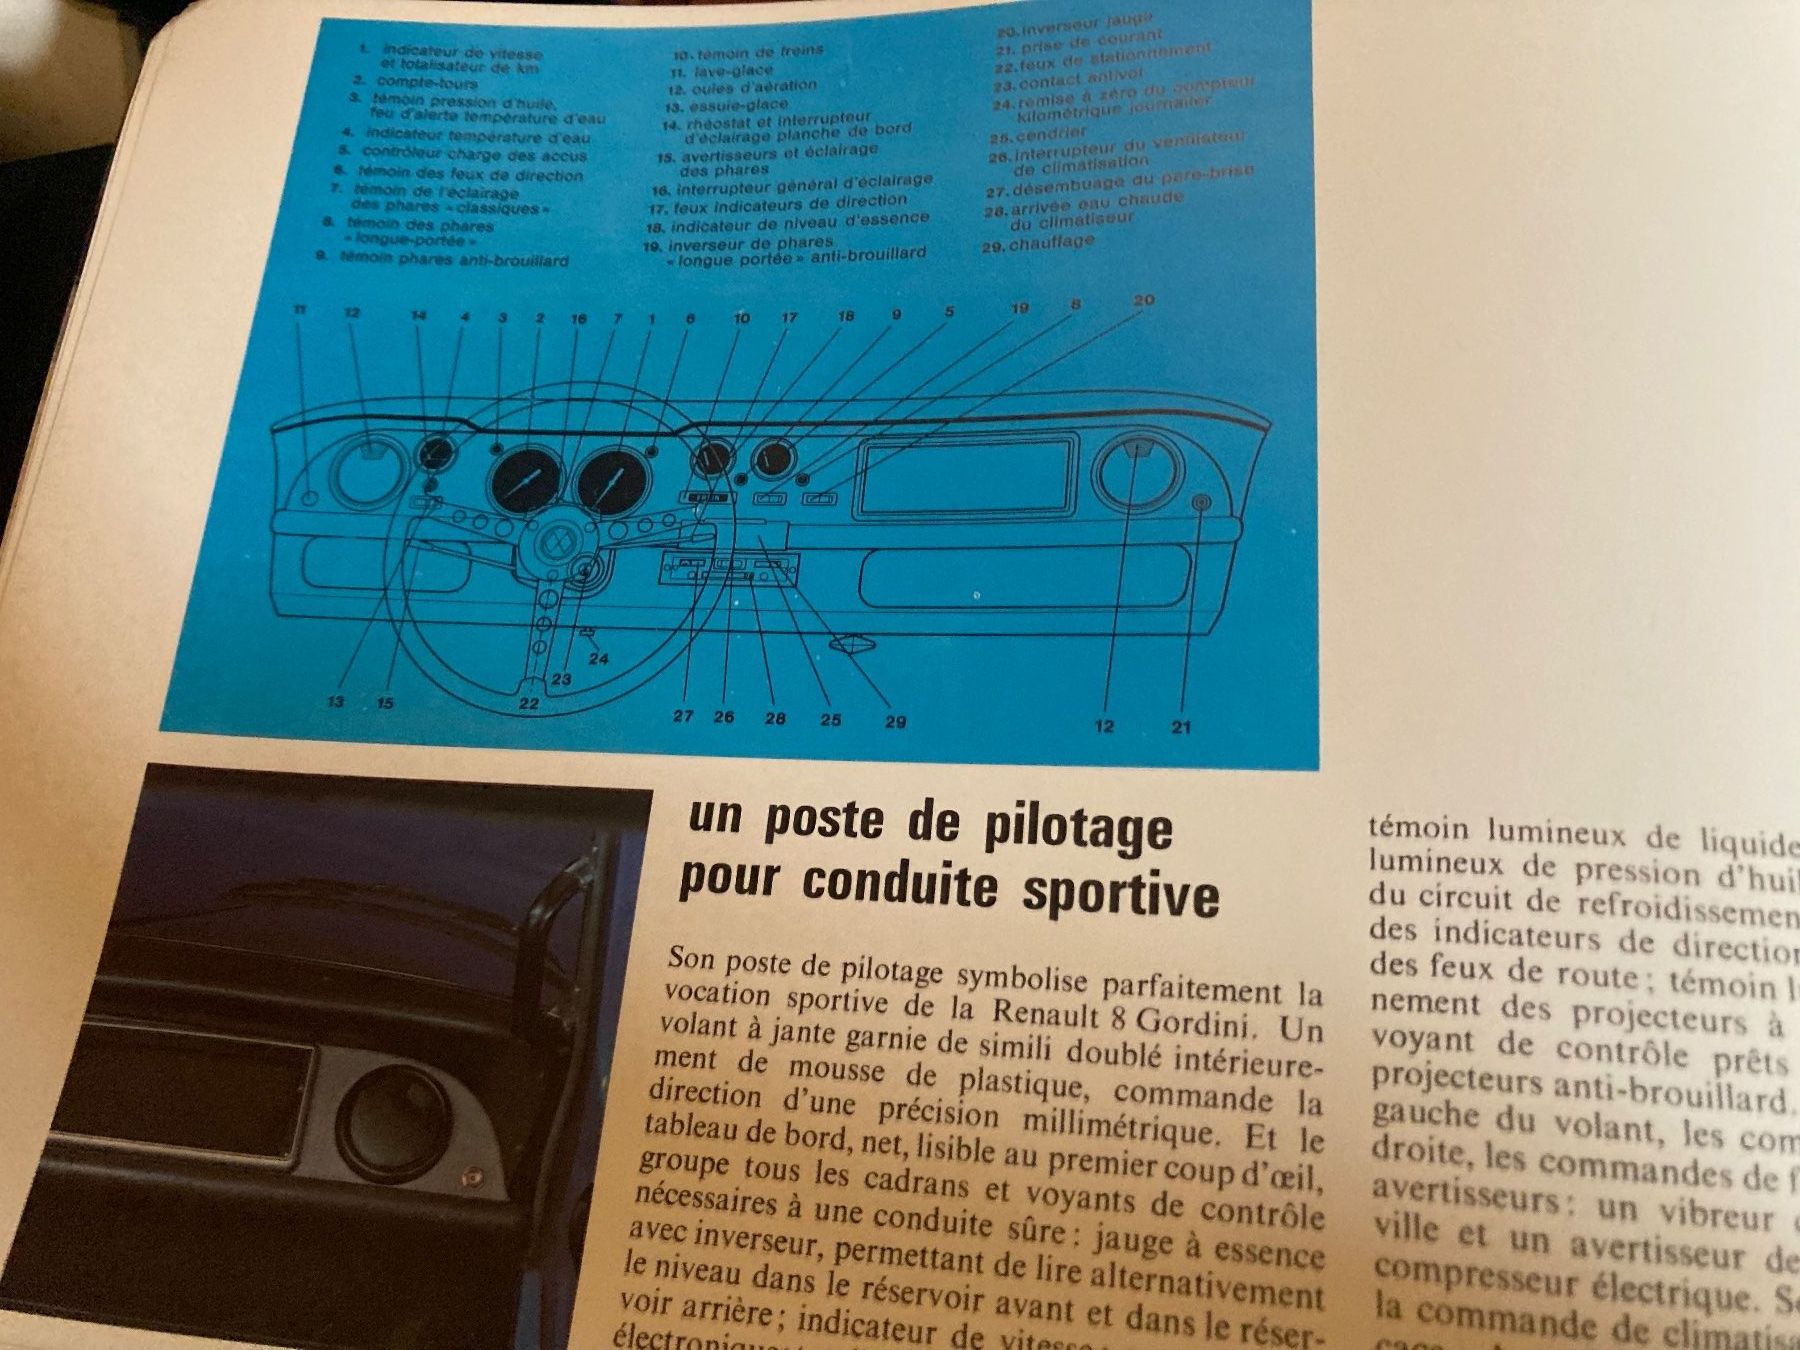 1. indicateur de vitesse
et totalisateur de km
2. compte-tours
3. témoin pression d'huile,
feu d'alerte température d'eau
4. indicateur température d'eau
5. contrôleur charge des accus
6. témoin des feux de direction
7. témoin de l'éclairage
des phares «classiques»
8. témoin des phares
«longue-portée»
9. témoin phares anti-brouillard
10. témoin de freins
11. lave-glace
12. ouïes d'aération
13. essuie-glace
14. rhéostat et interrupteur
d'éclairage planche de bord
15. avertisseurs et éclairage
des phares
16. interrupteur général d'éclairage
17. feux indicateurs de direction
18. indicateur de niveau d'essence
19. inverseur de phares
«longue portée» anti-brouillard
20. inverseur jauge
21. prise de courant
22. feux de stationnement
23. contact antivol
24. remise à zéro du compteur
kilométrique journalier
25. cendrier
26. interrupteur du ventilateur
de climatisation
27. désembuage du pare-brise
28. arrivée eau chaude
du climatiseur
29. chauffage
11 12 14 4 3 2 16 7 1 6 10 17 18 9 5 19 8 20
24
23
13 15 22 27 26 28 25 29 12 21
un poste de pilotage
pour conduite sportive
Son poste de pilotage symbolise parfaitement la
vocation sportive de la Renault 8 Gordini. Un
volant à jante garnie de simili doublé intérieure-
ment de mousse de plastique, commande la
direction d'une précision millimétrique. Et le
tableau de bord, net, lisible au premier coup d'œil,
groupe tous les cadrans et voyants de contrôle
nécessaires à une conduite sûre : jauge à essence
avec inverseur, permettant de lire alternativement
le niveau dans le réservoir avant et dans le réser-
voir arrière ; indicateur de vitesse
témoin lumineux de liquide
lumineux de pression d'huil
du circuit de refroidissemen
des indicateurs de direction
des feux de route ; témoin l
nement des projecteurs à
voyant de contrôle prêts
projecteurs anti-brouillard.
gauche du volant, les com
droite, les commandes de f
avertisseurs : un vibreur
ville et un avertisseur de
compresseur électrique. S
la commande de climatisa